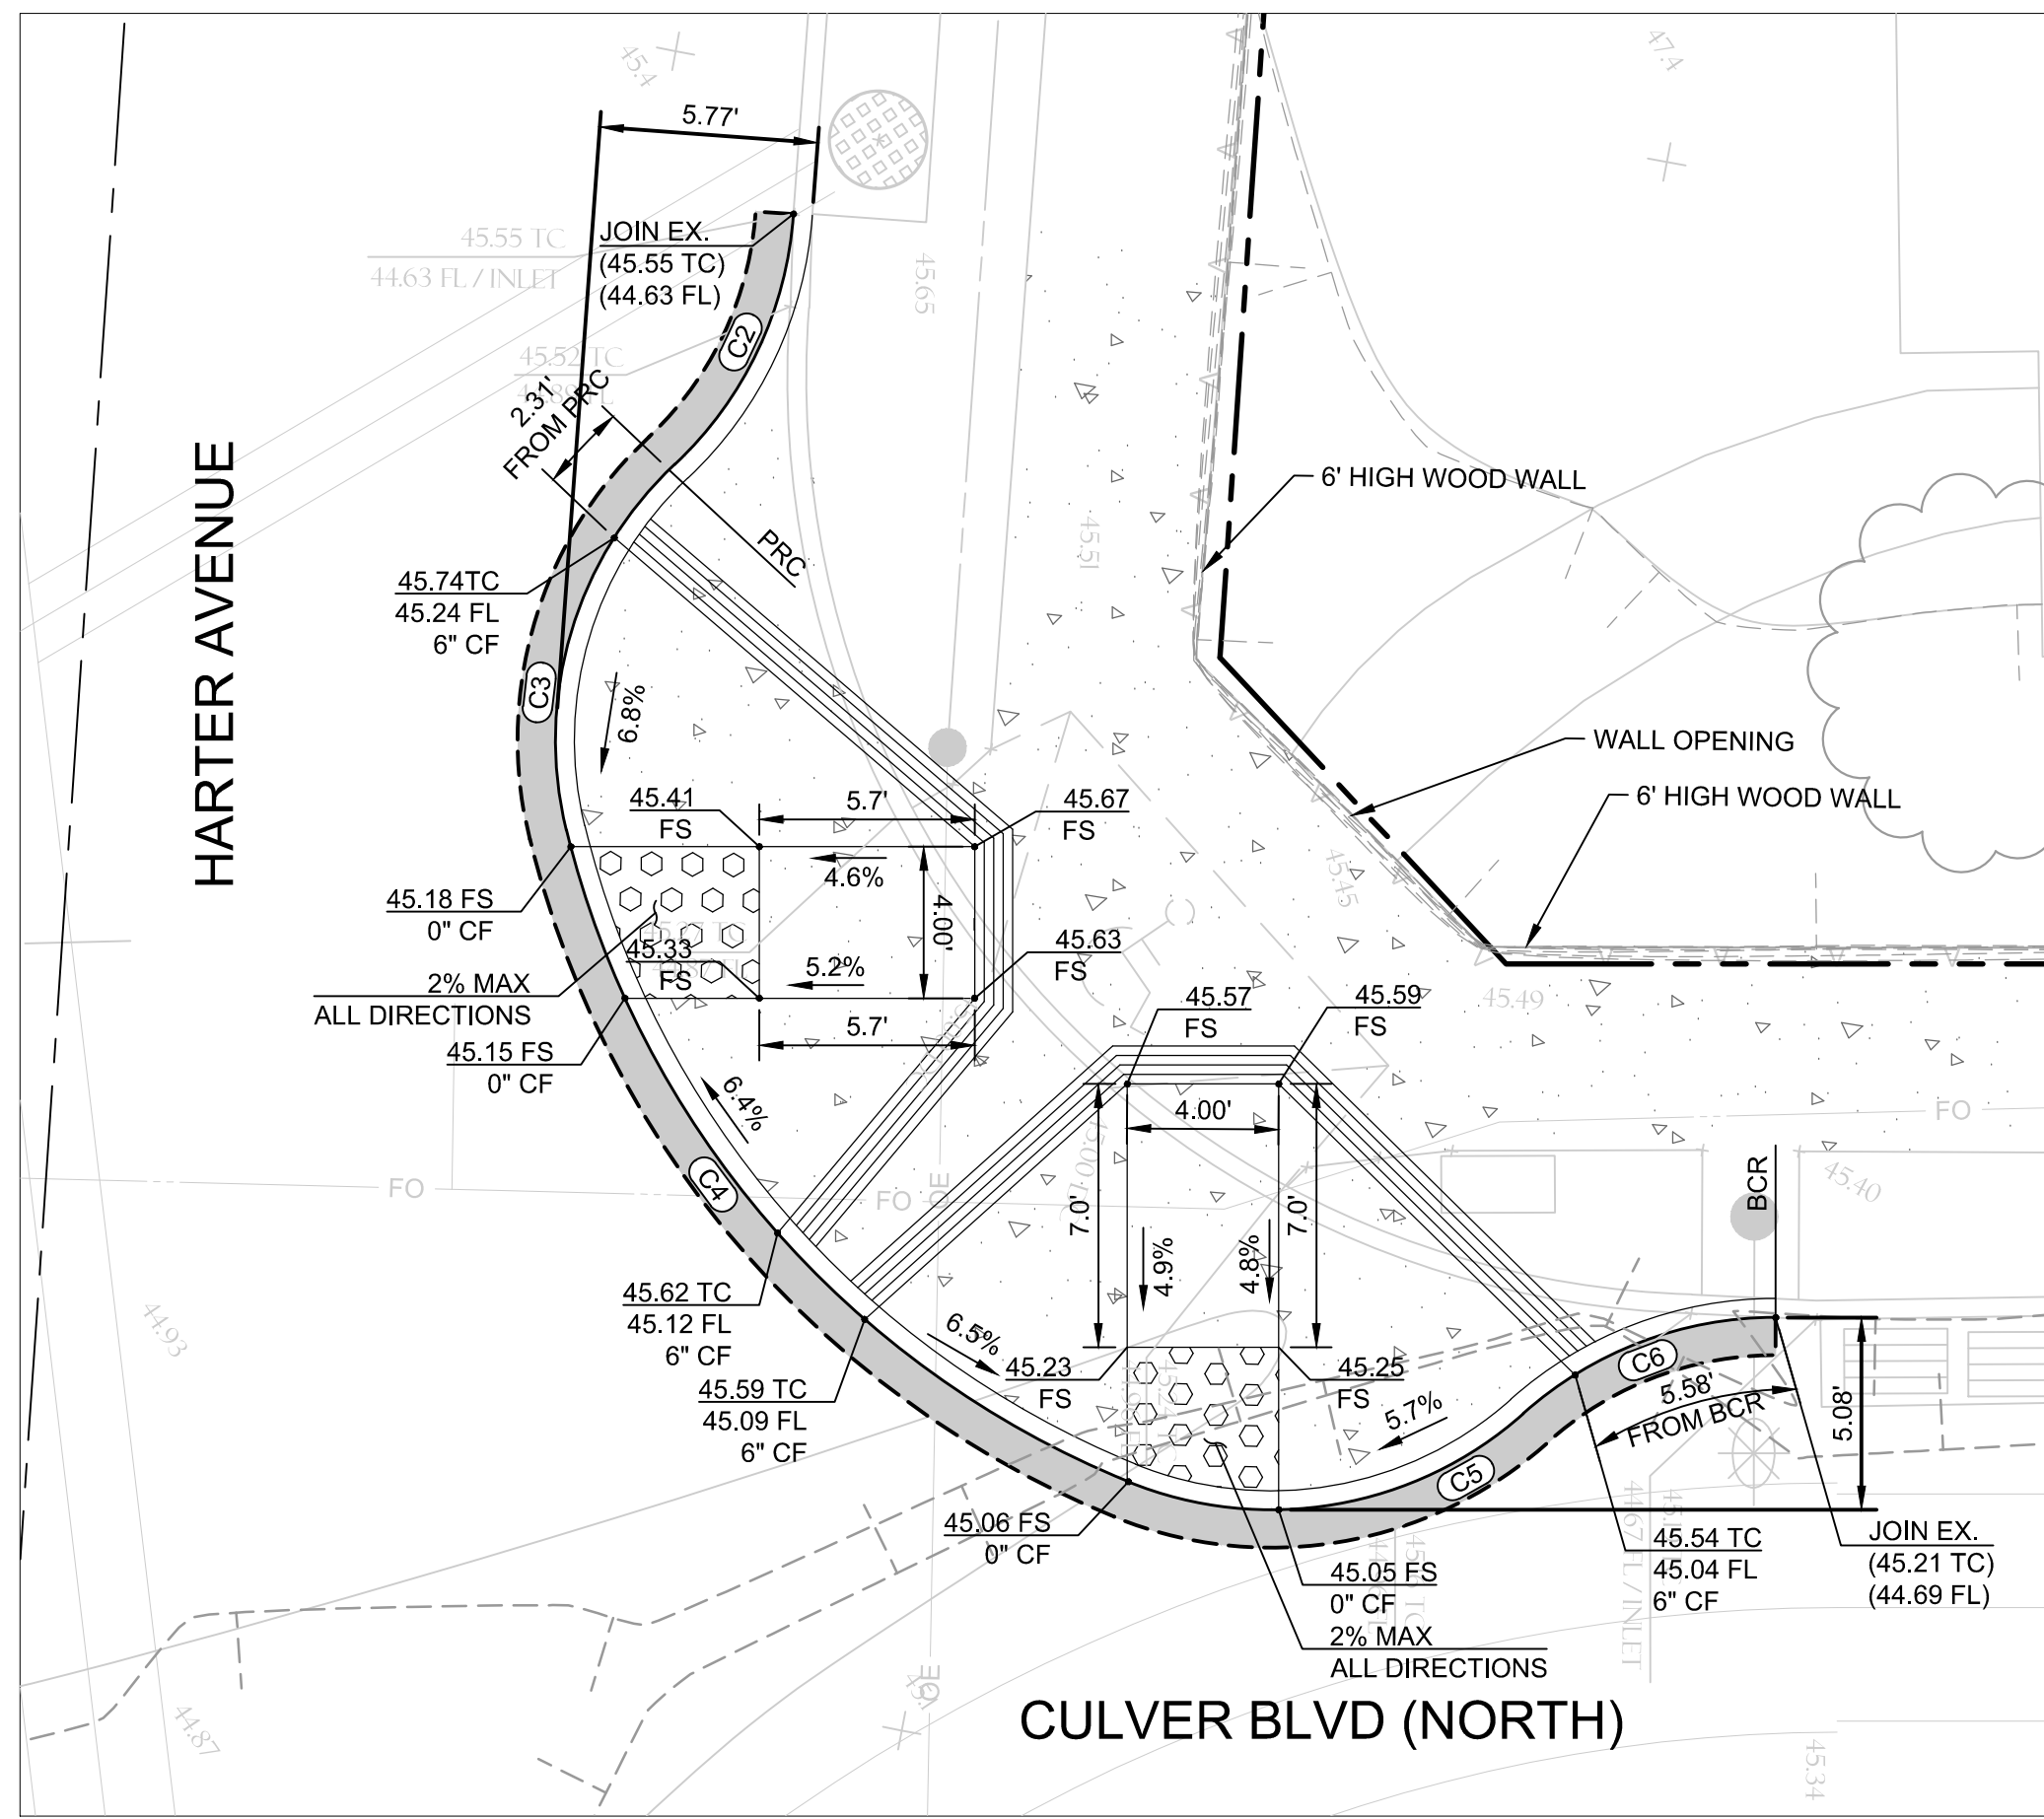 45.4
47.4
5.77'
JOIN EX.
(45.55 TC)
(44.63 FL)
45.55 TC
44.63 FL / INLET
45.65
C2
45.52 TC
2.31'
FROM PRC
PRC
6' HIGH WOOD WALL
HARTER AVENUE
45.51
45.74TC
45.24 FL
6" CF
C3
6.8%
WALL OPENING
6' HIGH WOOD WALL
45.41
FS
5.7'
45.67
FS
4.6%
45.45
45.18 FS
0" CF
4.00'
45.33
FS
5.2%
45.63
FS
2% MAX
ALL DIRECTIONS
5.7'
45.15 FS
0" CF
45.57
FS
45.59
FS
45.49
6.4%
4.00'
7.0'
7.0'
FO
C4
FO
FO
OE
BCR
45.40
4.9%
4.8%
45.62 TC
45.12 FL
6" CF
44.93
6.5%
45.23
FS
45.25
FS
C6
5.58'
FROM BCR
5.08'
45.59 TC
45.09 FL
6" CF
5.7%
C5
45.06 FS
0" CF
45.05 FS
0" CF
2% MAX
ALL DIRECTIONS
45.54 TC
45.04 FL
6" CF
JOIN EX.
(45.21 TC)
(44.69 FL)
44.67 FL / INLET
OE
44.87
CULVER BLVD (NORTH)
45.34